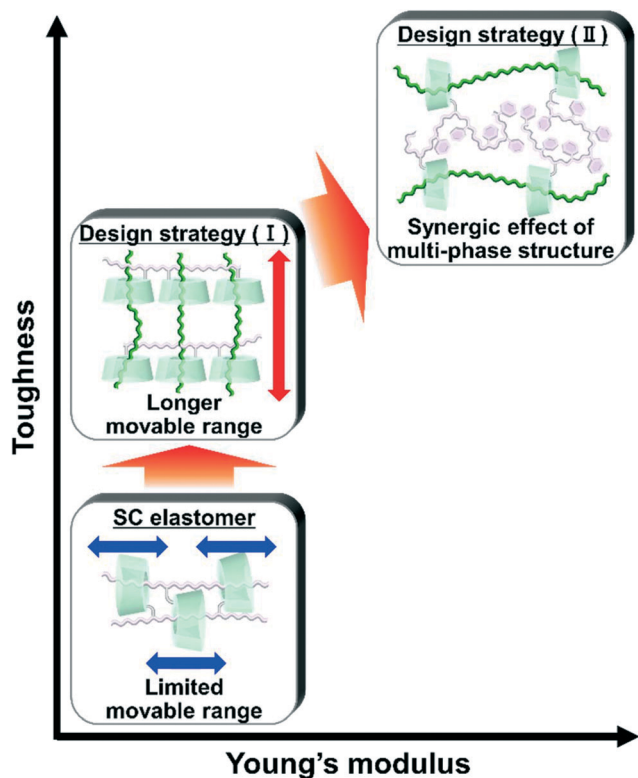 Design strategy (Ⅱ)
Synergic effect of
multi-phase structure
Design strategy (Ⅰ)
Longer
movable range
SC elastomer
Limited
movable range
Toughness
Young's modulus